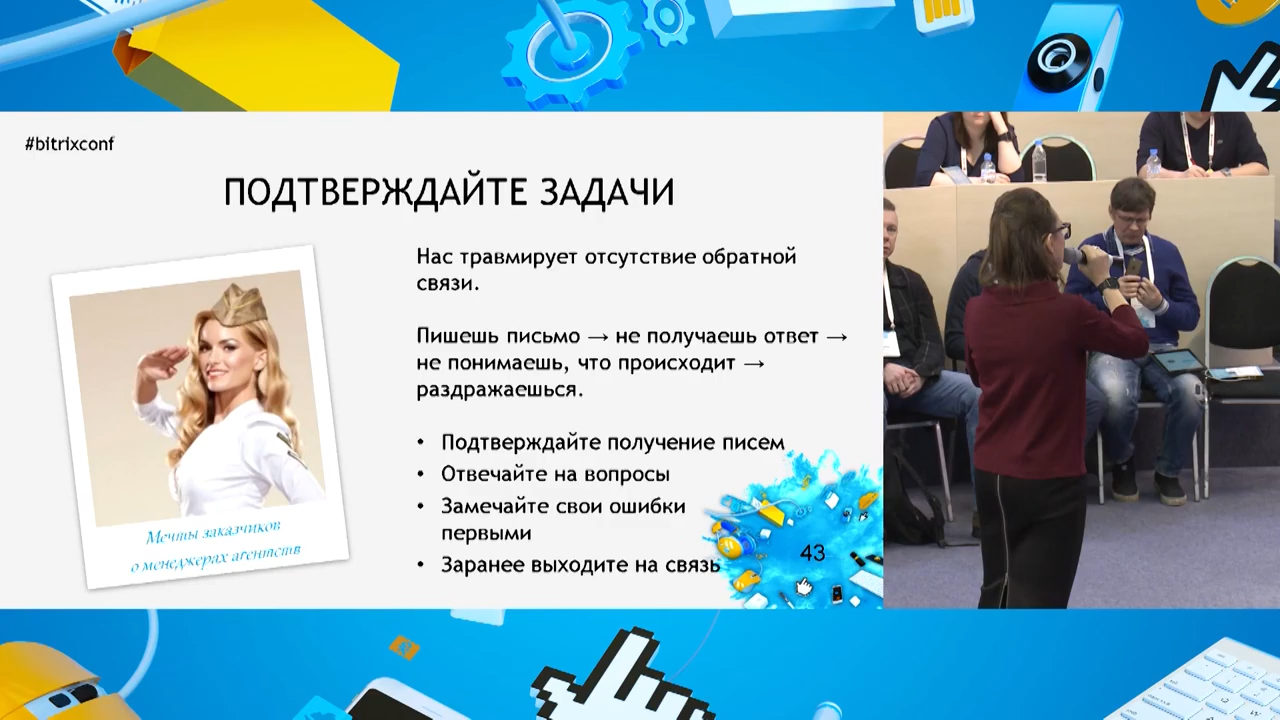 #bitrixconf
ПОДТВЕРЖДАЙТЕ ЗАДАЧИ
Нас травмирует отсутствие обратной
связи.
Пишешь письмо → не получаешь ответ →
не понимаешь, что происходит →
раздражаешься.
• Подтверждайте получение писем
• Отвечайте на вопросы
• Замечайте свои ошибки
первыми
• Заранее выходите на связь
Мечты заказчиков
о менеджерах агентств
43